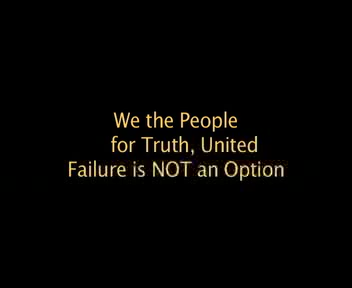 We the People
for Truth, United
Failure is NOT an Option